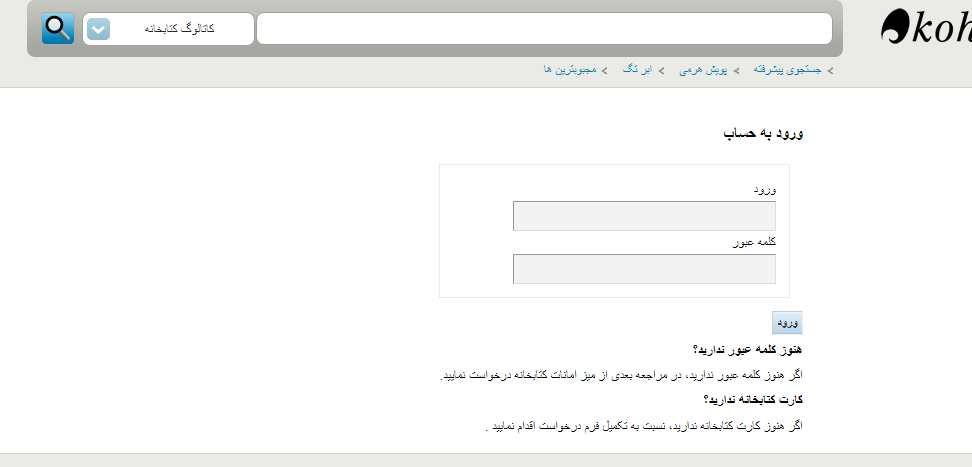 koh
کاتالوگ کتابخانه
جستجوی پیشرفته
پویش هرمی
ابر تگ
محبوبترین ها
ورود به حساب
ورود
کلمه عبور
ورود
هنوز کلمه عبور ندارید؟
اگر هنوز کلمه عبور ندارید، در مراجعه بعدی از میز امانات کتابخانه درخواست نمایید.
کارت کتابخانه ندارید؟
اگر هنوز کارت کتابخانه ندارید، نسبت به تکمیل فرم درخواست اقدام نمایید .